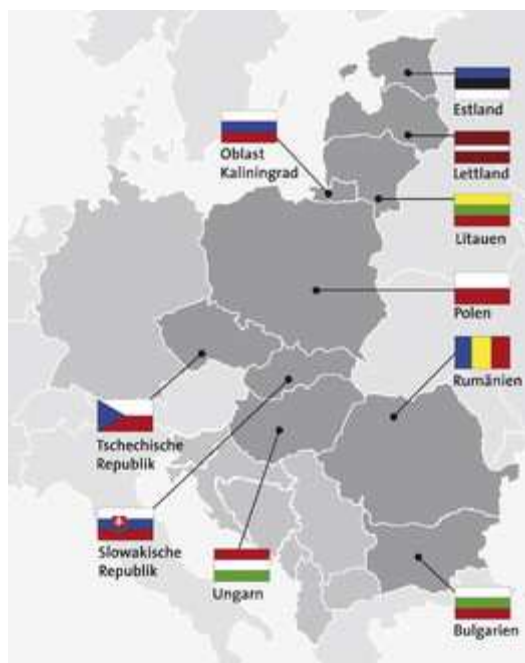 Estland
Oblast
Kaliningrad
Lettland
Litauen
Polen
Rumänien
Tschechische
Republik
Slowakische
Republik
Ungarn
Bulgarien